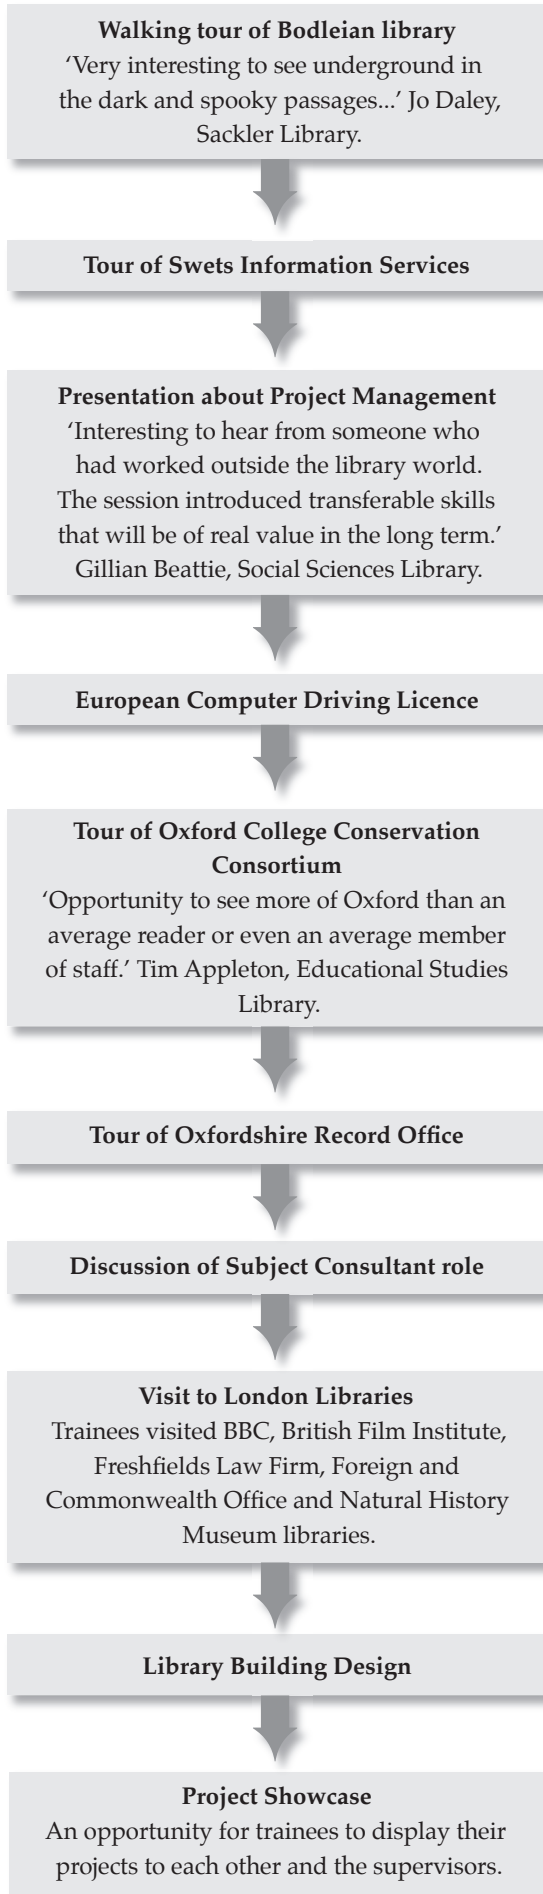 Walking tour of Bodleian library
‘Very interesting to see underground in
the dark and spooky passages...’ Jo Daley,
Sackler Library.
Tour of Swets Information Services
Presentation about Project Management
‘Interesting to hear from someone who
had worked outside the library world.
The session introduced transferable skills
that will be of real value in the long term.’
Gillian Beattie, Social Sciences Library.
European Computer Driving Licence
Tour of Oxford College Conservation
Consortium
‘Opportunity to see more of Oxford than an
average reader or even an average member
of staff.’ Tim Appleton, Educational Studies
Library.
Tour of Oxfordshire Record Office
Discussion of Subject Consultant role
Visit to London Libraries
Trainees visited BBC, British Film Institute,
Freshfields Law Firm, Foreign and
Commonwealth Office and Natural History
Museum libraries.
Library Building Design
Project Showcase
An opportunity for trainees to display their
projects to each other and the supervisors.